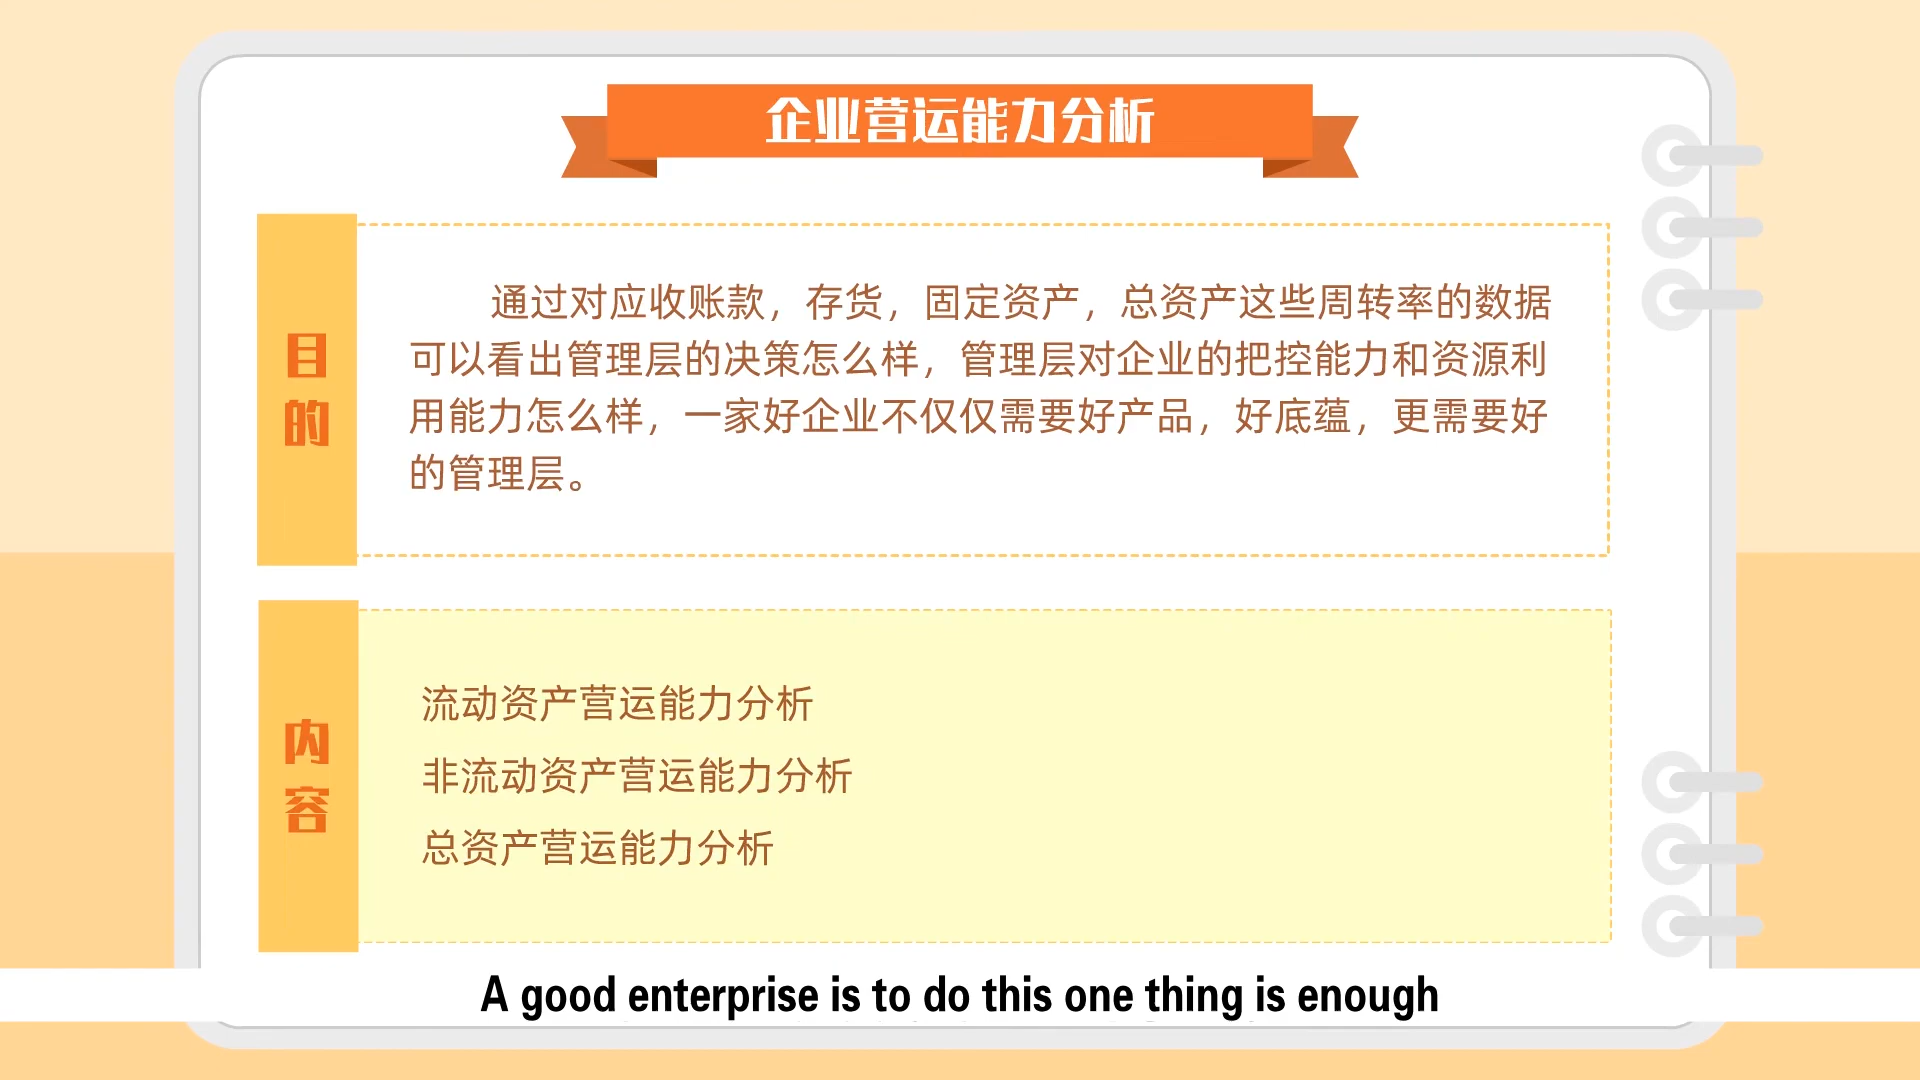 企业营运能力分析
目的
通过对应收账款，存货，固定资产，总资产这些周转率的数据
可以看出管理层的决策怎么样，管理层对企业的把控能力和资源利
用能力怎么样，一家好企业不仅仅需要好产品，好底蕴，更需要好
的管理层。
内容
流动资产营运能力分析
非流动资产营运能力分析
总资产营运能力分析
A good enterprise is to do this one thing is enough